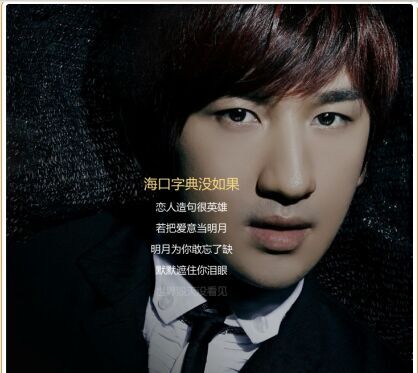 海口字典没如果
恋人造句很英雄
若把爱意当明月
明月为你敢忘了缺
默默遮住你泪眼